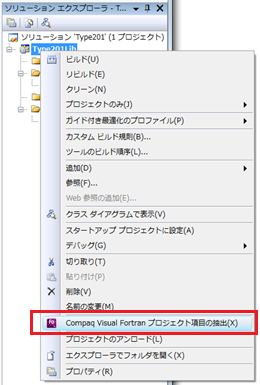 ソリューション エクスプローラ - T...
ソリューション 'Type201' (1 プロジェクト)
Type201Lib
ビルド(U)
リビルド(E)
クリーン(N)
プロジェクトのみ(J)
ガイド付き最適化のプロファイル(P)
カスタム ビルド規則(B)...
ツールのビルド順序(L)...
追加(D)
参照(F)...
Web 参照の追加(E)...
クラス ダイアグラムで表示(V)
スタートアップ プロジェクトに設定(A)
デバッグ(G)
切り取り(T)
貼り付け(P)
削除(V)
名前の変更(M)
Compaq Visual Fortran プロジェクト項目の抽出(X)
プロジェクトのアンロード(L)
エクスプローラでフォルダを開く(X)
プロパティ(R)